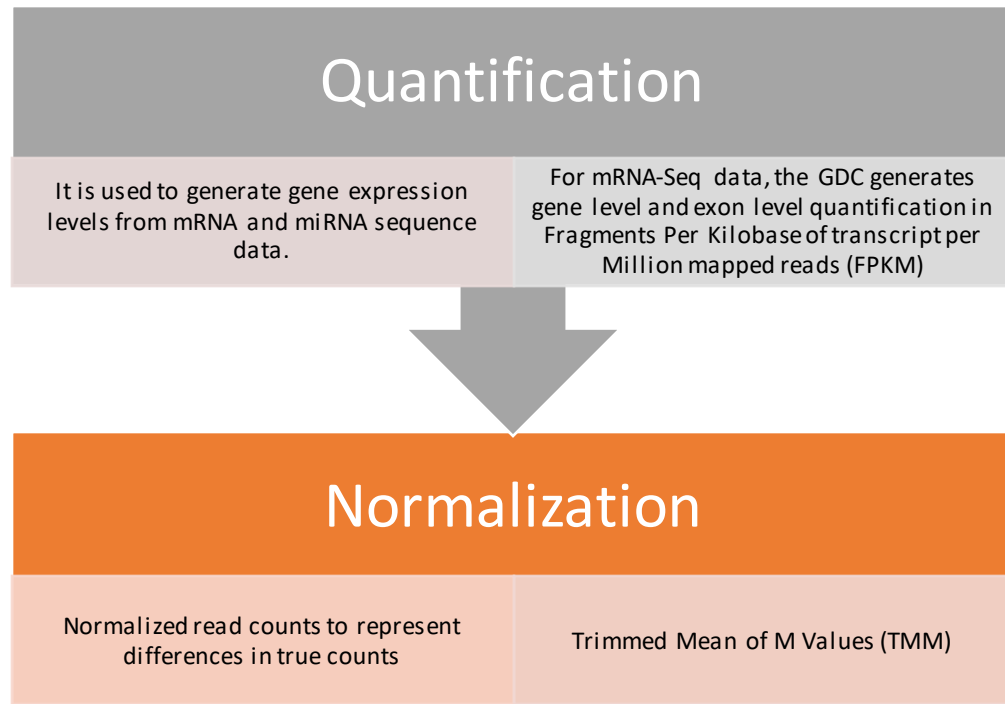 Quantification
It is used to generate gene expression
levels from mRNA and miRNA sequence
data.
For mRNA-Seq data, the GDC generates
gene level and exon level quantification in
Fragments Per Kilobase of transcript per
Million mapped reads (FPKM)
Normalization
Normalized read counts to represent
differences in true counts
Trimmed Mean of M Values (TMM)